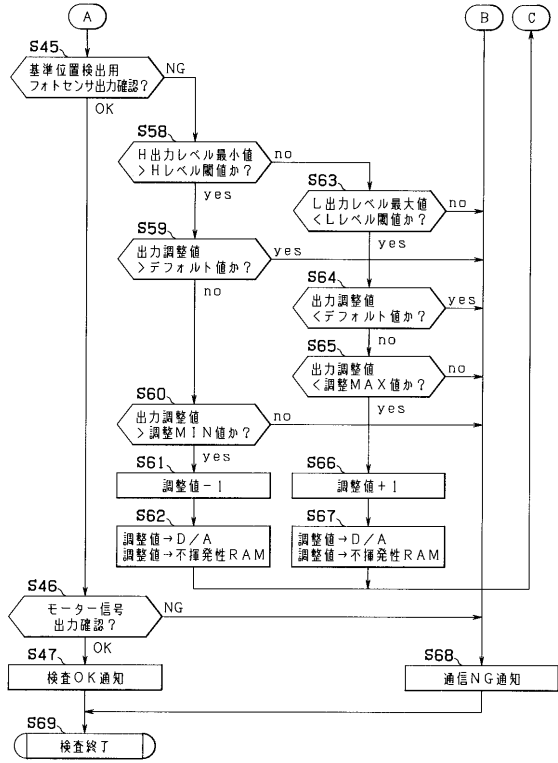 A
B
C
S45
基準位置検出用
フォトセンサ出力確認？
NG
OK
S58
H出力レベル最小値
＞Hレベル閾値か？
no
yes
S63
L出力レベル最大値
＜Lレベル閾値か？
no
yes
S59
出力調整値
＞デフォルト値か？
yes
no
S64
出力調整値
＜デフォルト値か？
yes
no
S65
出力調整値
＜調整MAX値か？
no
yes
S60
出力調整値
＞調整MIN値か？
no
yes
S61
調整値－1
S66
調整値＋1
S62
調整値→D／A
調整値→不揮発性RAM
S67
調整値→D／A
調整値→不揮発性RAM
S46
モーター信号
出力確認？
NG
OK
S47
検査OK通知
S68
通信NG通知
S69
検査終了